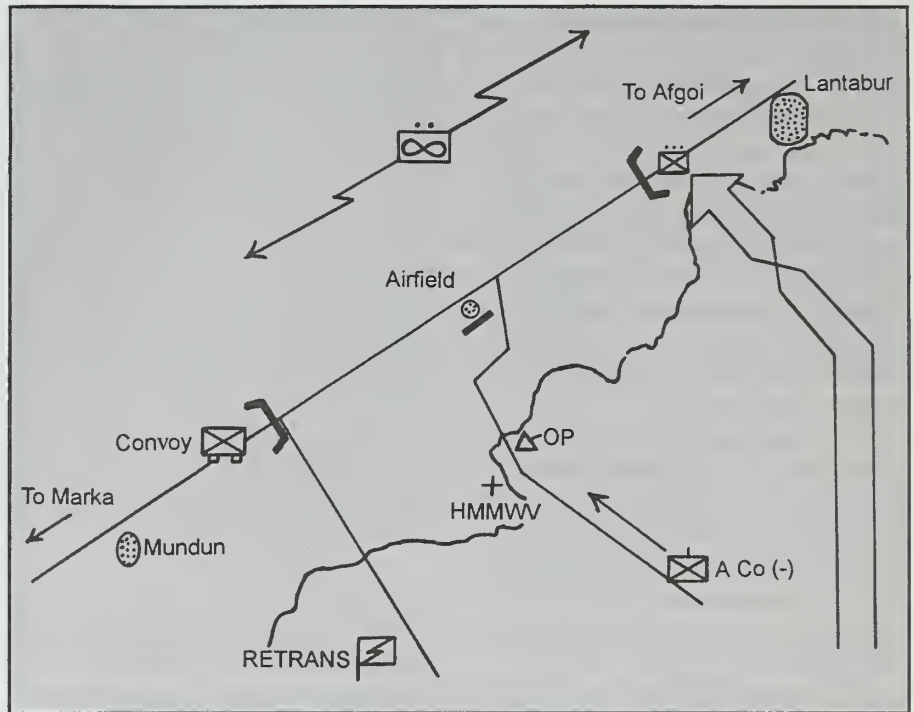 To Afgoi
Lantabur
Airfield
OP
Convoy
To Marka
HMMWV
Mundun
A Co (-)
RETRANS